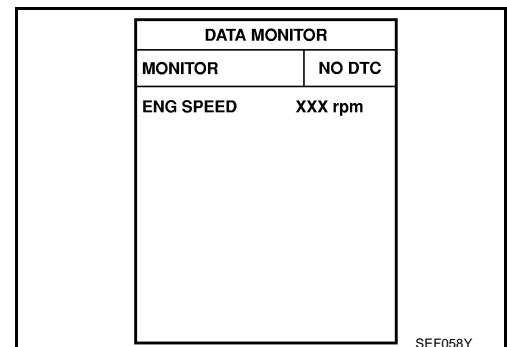 DATA MONITOR
MONITOR NO DTC
ENG SPEED XXX rpm
SEF058Y